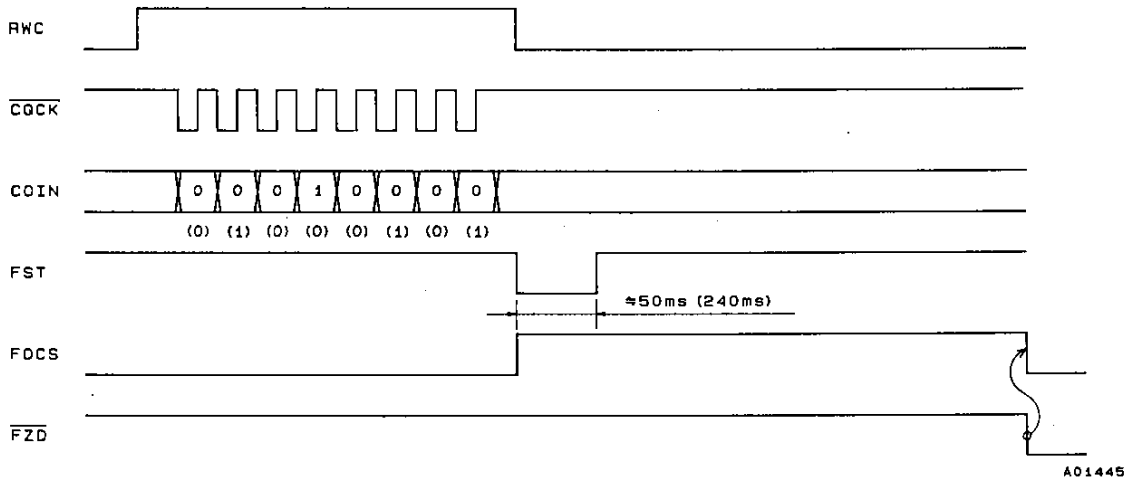 RWC
CQCK
COIN
0 0 0 1 0 0 0 0
(0) (1) (0) (0) (0) (1) (0) (1)
FST
≒50ms (240ms)
FOCS
FZD
A01445